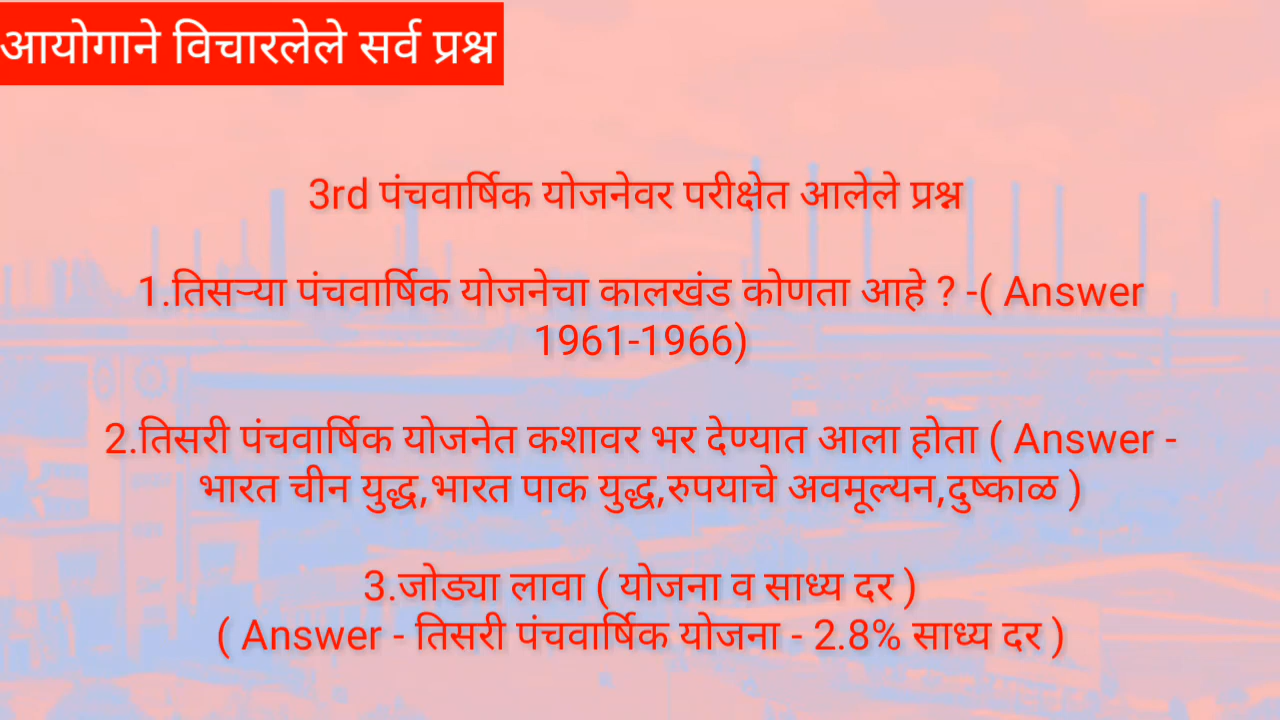 आयोगाने विचारलेले सर्व प्रश्न
3rd पंचवार्षिक योजनेवर परीक्षेत आलेले प्रश्न
1.तिसऱ्या पंचवार्षिक योजनेचा कालखंड कोणता आहे ? -( Answer
1961-1966)
2.तिसरी पंचवार्षिक योजनेत कशावर भर देण्यात आला होता ( Answer -
भारत चीन युद्ध,भारत पाक युद्ध,रुपयाचे अवमूल्यन,दुष्काळ )
3.जोड्या लावा ( योजना व साध्य दर )
( Answer - तिसरी पंचवार्षिक योजना - 2.8% साध्य दर )